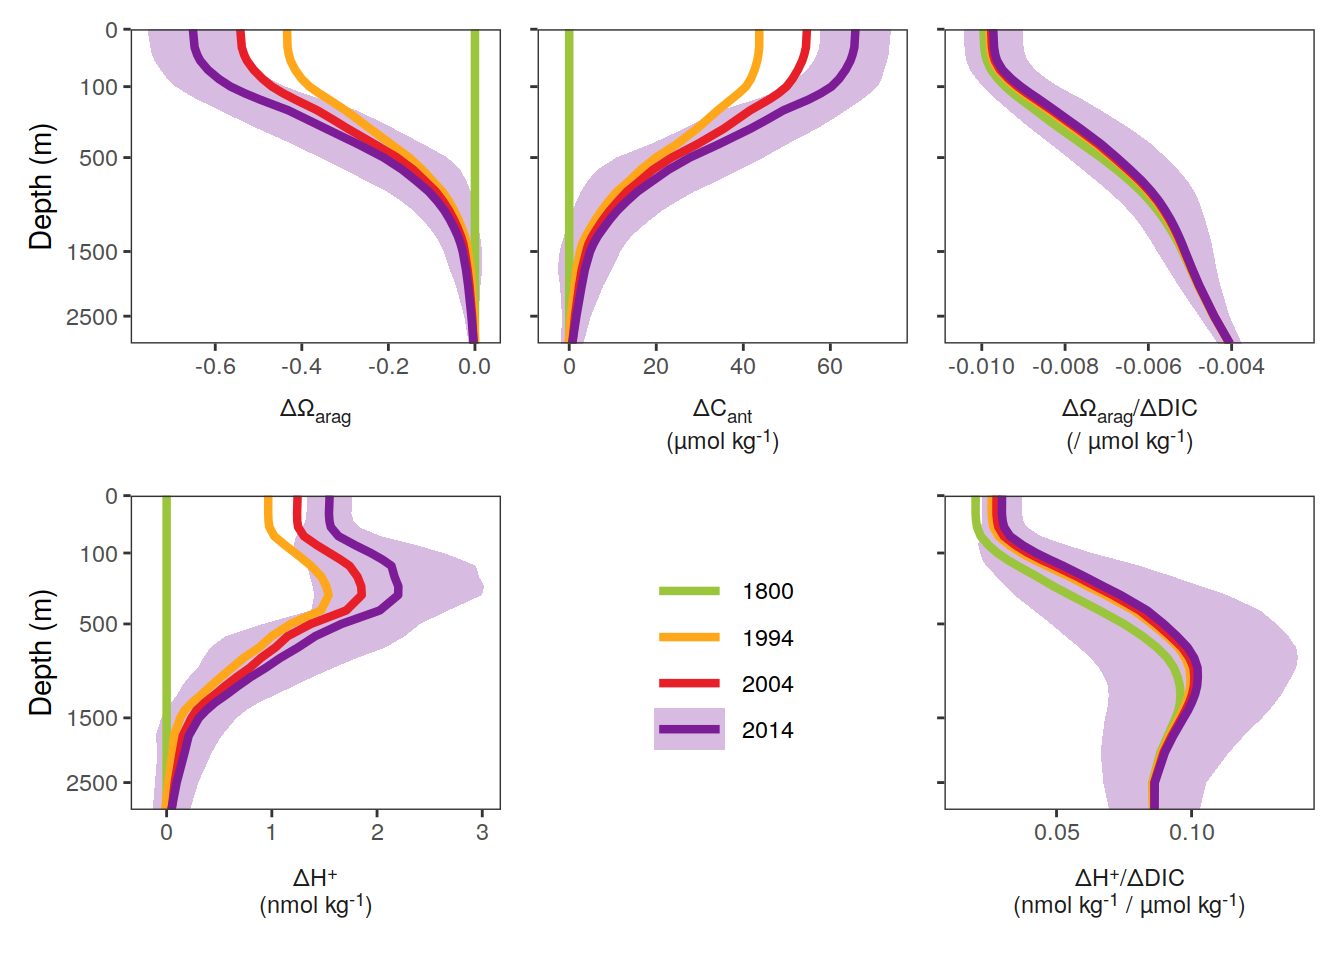 0
100
500
1500
2500
Depth (m)
-0.6 -0.4 -0.2 0.0
0 20 40 60
-0.010 -0.008 -0.006 -0.004
ΔΩarag
ΔCant
(μmol kg-1)
ΔΩarag/ΔDIC
(/ μmol kg-1)
0
100
500
1500
2500
Depth (m)
1800
1994
2004
2014
0 1 2 3
0.05 0.10
ΔH+
(nmol kg-1)
ΔH+/ΔDIC
(nmol kg-1 / μmol kg-1)